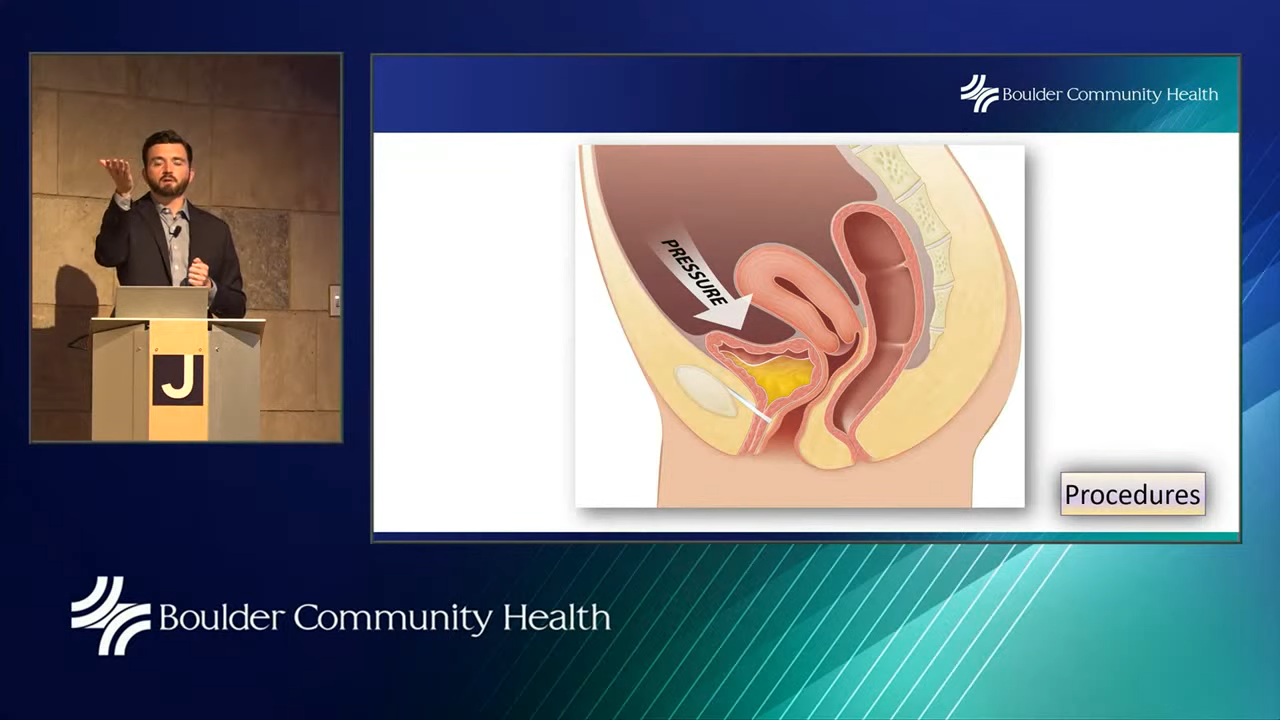 Boulder Community Health
PRESSURE
Procedures
J
Boulder Community Health